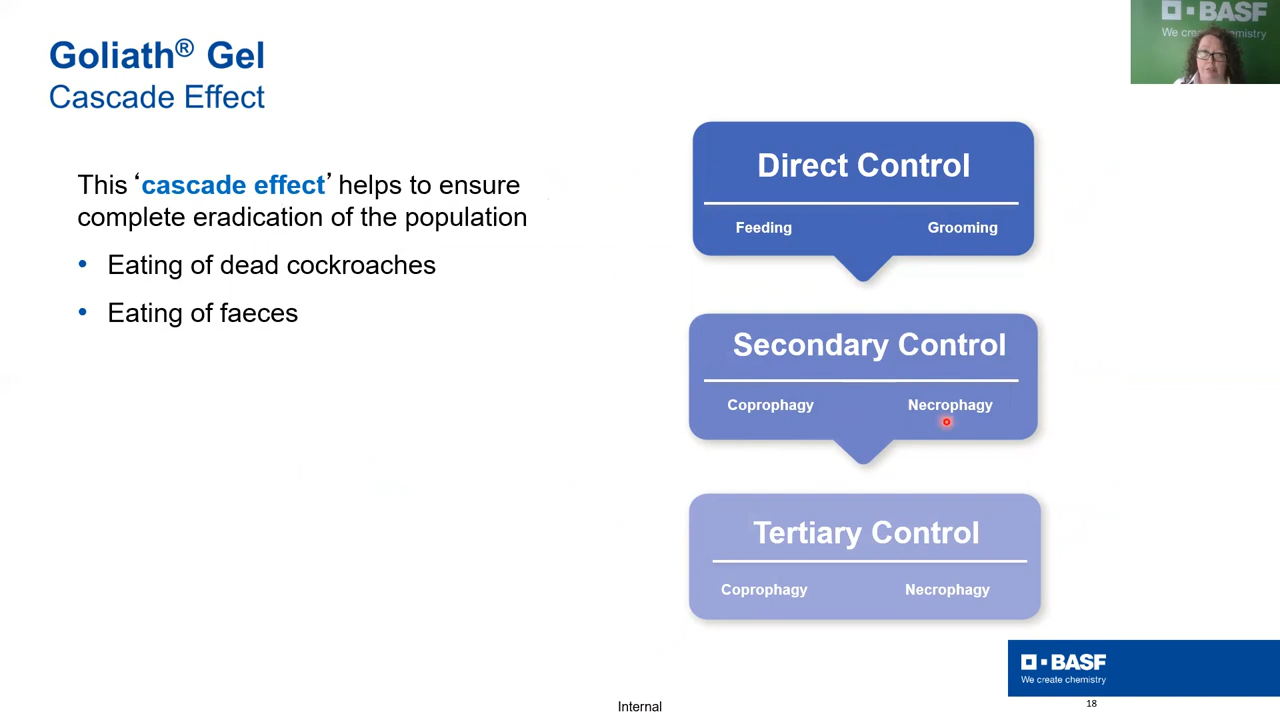 Goliath® Gel
Cascade Effect
This ‘cascade effect’ helps to ensure
complete eradication of the population
• Eating of dead cockroaches
• Eating of faeces
Direct Control
Feeding Grooming
Secondary Control
Coprophagy Necrophagy
Tertiary Control
Coprophagy Necrophagy
BASF
We create chemistry
BASF
We create chemistry
Internal
18